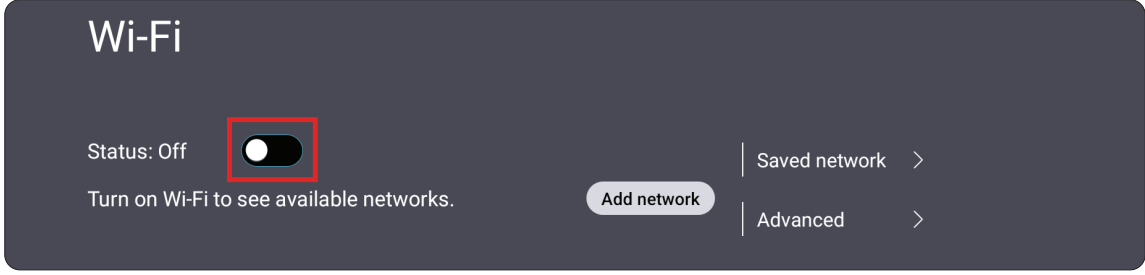 Wi-Fi
Status: Off
Turn on Wi-Fi to see available networks.
Add network
Saved network
Advanced